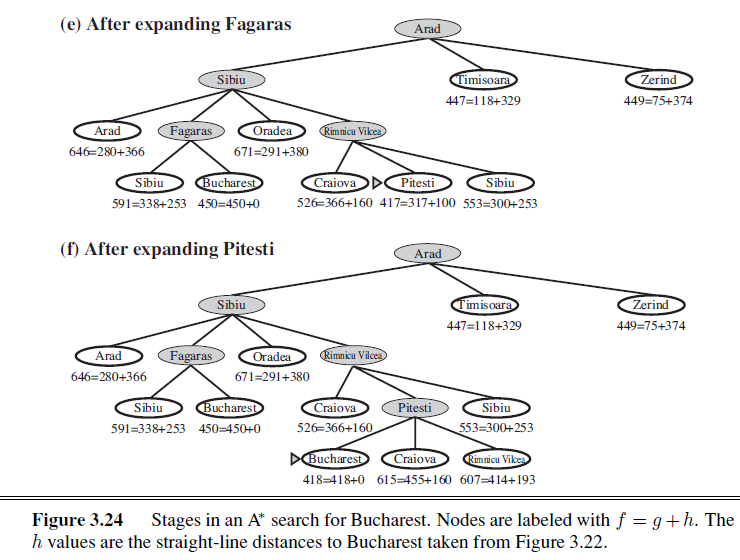 (e) After expanding Fagaras
Arad
Sibiu
Timisoara
Zerind
447=118+329
449=75+374
Arad
Fagaras
Oradea
Rimnicu Vilcea
646=280+366
671=291+380
Sibiu
Bucharest
Craiova
Pitesti
Sibiu
591=338+253
450=450+0
526=366+160
417=317+100
553=300+253
(f) After expanding Pitesti
Arad
Sibiu
Timisoara
Zerind
447=118+329
449=75+374
Arad
Fagaras
Oradea
Rimnicu Vilcea
646=280+366
671=291+380
Sibiu
Bucharest
Craiova
Pitesti
Sibiu
591=338+253
450=450+0
526=366+160
553=300+253
Bucharest
Craiova
Rimnicu Vilcea
418=418+0
615=455+160
607=414+193
Figure 3.24 Stages in an A* search for Bucharest. Nodes are labeled with f = g + h. The
h values are the straight-line distances to Bucharest taken from Figure 3.22.